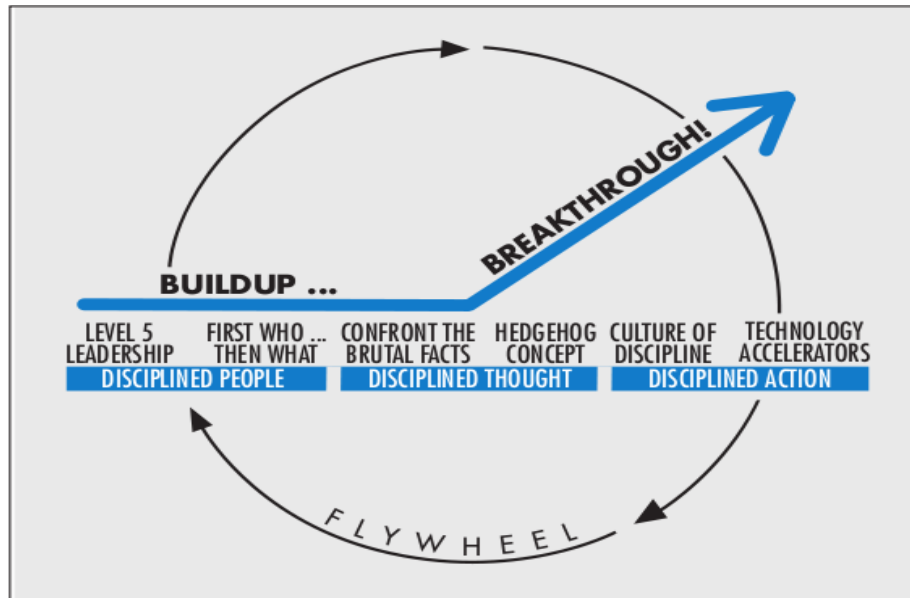 BREAKTHROUGH!
BUILDUP ...
LEVEL 5
LEADERSHIP
FIRST WHO ...
THEN WHAT
CONFRONT THE
BRUTAL FACTS
HEDGEHOG
CONCEPT
CULTURE OF
DISCIPLINE
TECHNOLOGY
ACCELERATORS
DISCIPLINED PEOPLE
DISCIPLINED THOUGHT
DISCIPLINED ACTION
FLYWHEEL